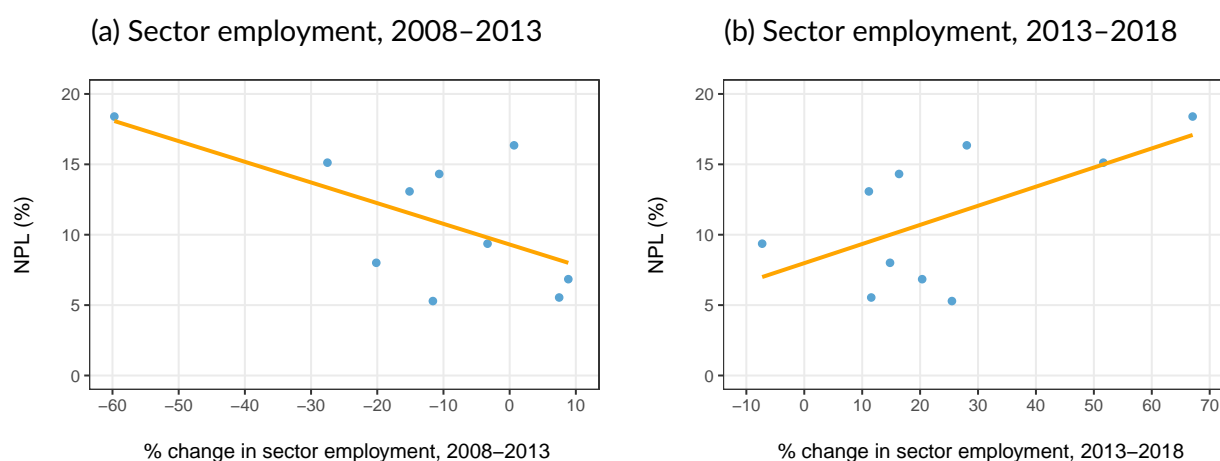 (a) Sector employment, 2008–2013
(b) Sector employment, 2013–2018
20
15
10
5
0
NPL (%)
−60 −50 −40 −30 −20 −10 0 10
% change in sector employment, 2008−2013
20
15
10
5
0
NPL (%)
−10 0 10 20 30 40 50 60 70
% change in sector employment, 2013−2018